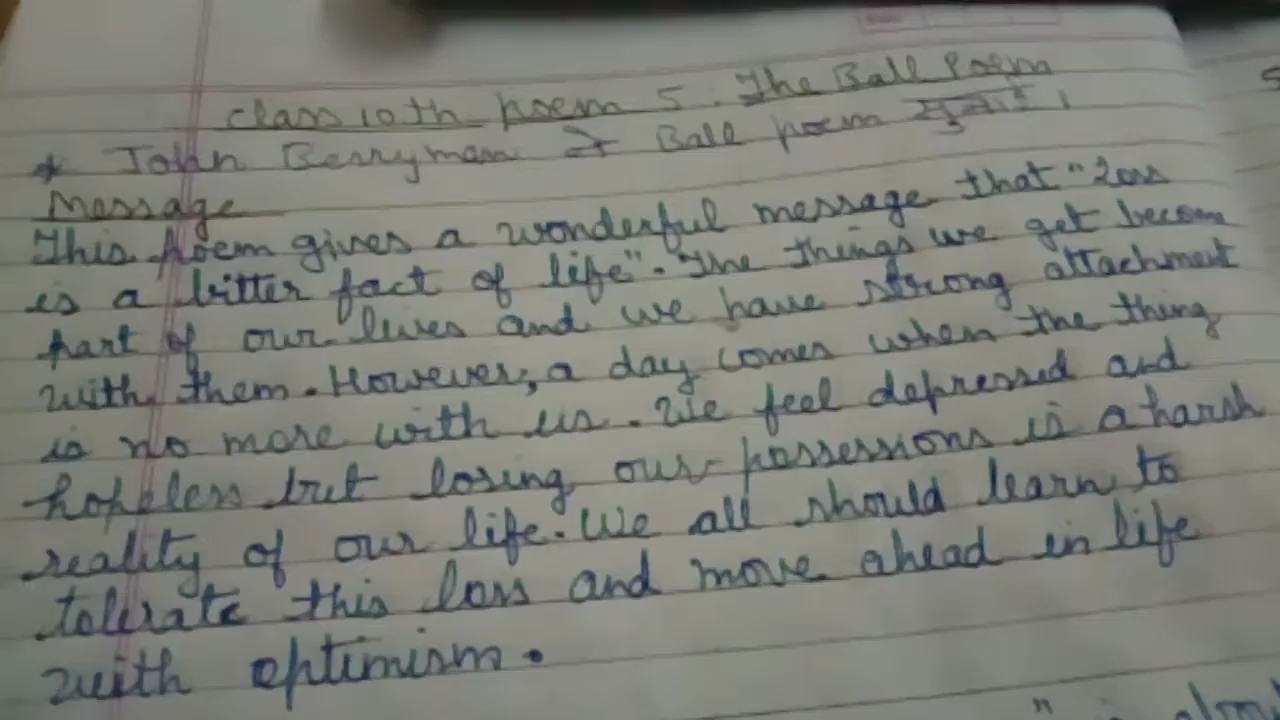 class 10th poem 5. The Ball Poem
* John Berryman ने Ball poem सुनाई।
Message
This poem gives a wonderful message that "Loss
is a bitter fact of life". The things we get become
part of our lives and we have strong attachment
with them. However, a day comes when the thing
is no more with us. We feel depressed and
hopeless but losing our possessions is a harsh
reality of our life. We all should learn to
tolerate this loss and move ahead in life
with optimism.